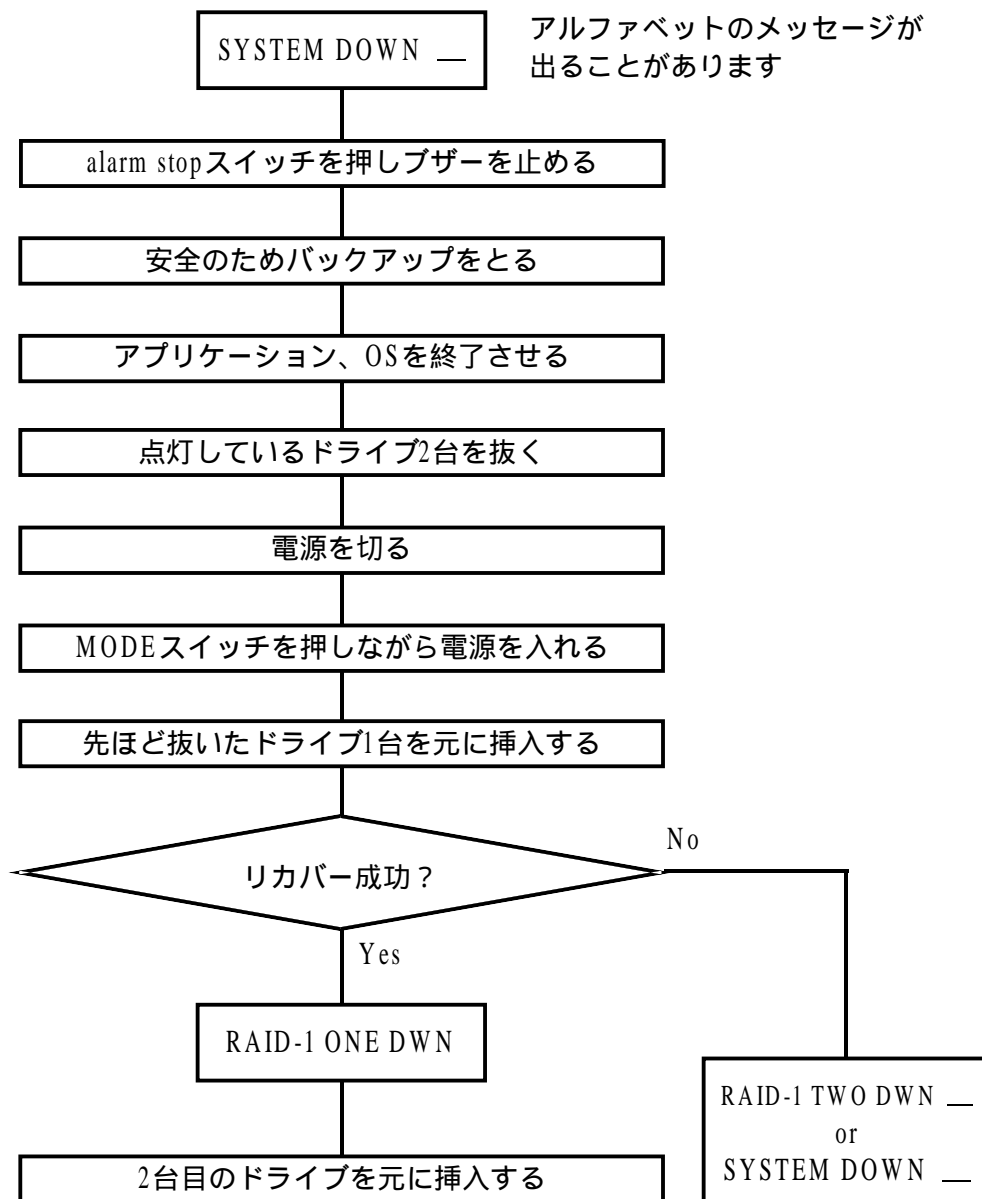 SYSTEM DOWN __
アルファベットのメッセージが
出ることがあります
alarm stopスイッチを押しブザーを止める
安全のためバックアップをとる
アプリケーション、OSを終了させる
点灯しているドライブ2台を抜く
電源を切る
MODEスイッチを押しながら電源を入れる
先ほど抜いたドライブ1台を元に挿入する
リカバー成功？
No
Yes
RAID-1 ONE DWN
RAID-1 TWO DWN __
or
SYSTEM DOWN __
2台目のドライブを元に挿入する